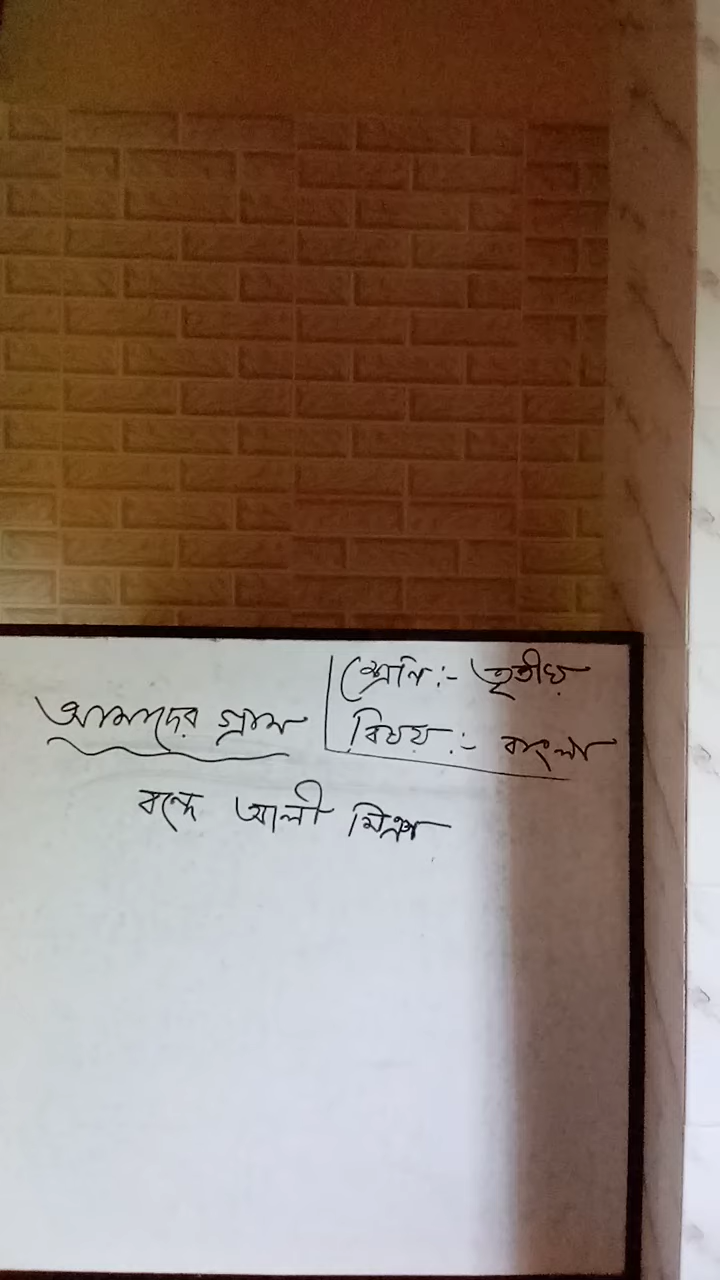 শ্রেণি:- তৃতীয়
বিষয়:- বাংলা
আমাদের গ্রাম
বন্দে আলী মিঞা